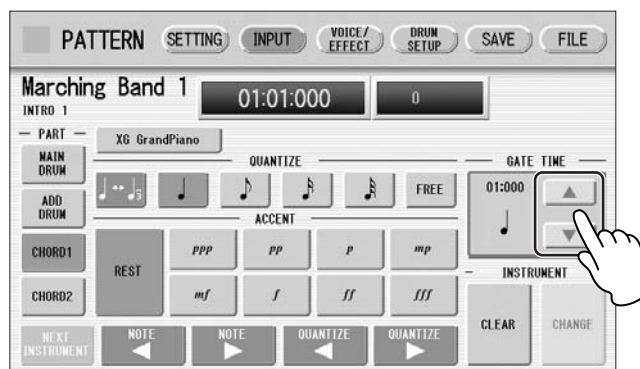 PATTERN SETTING INPUT VOICE/ EFFECT DRUM SETUP SAVE FILE
Marching Band 1 01:01:000 0
INTRO 1
PART XG GrandPiano
MAIN DRUM
QUANTIZE GATE TIME
3 FREE 01:000
ADD DRUM
ACCENT
CHORD1 REST ppp pp p mp
INSTRUMENT
CHORD2 mf f ff fff
CLEAR CHANGE
NEXT INSTRUMENT NOTE NOTE QUANTIZE QUANTIZE